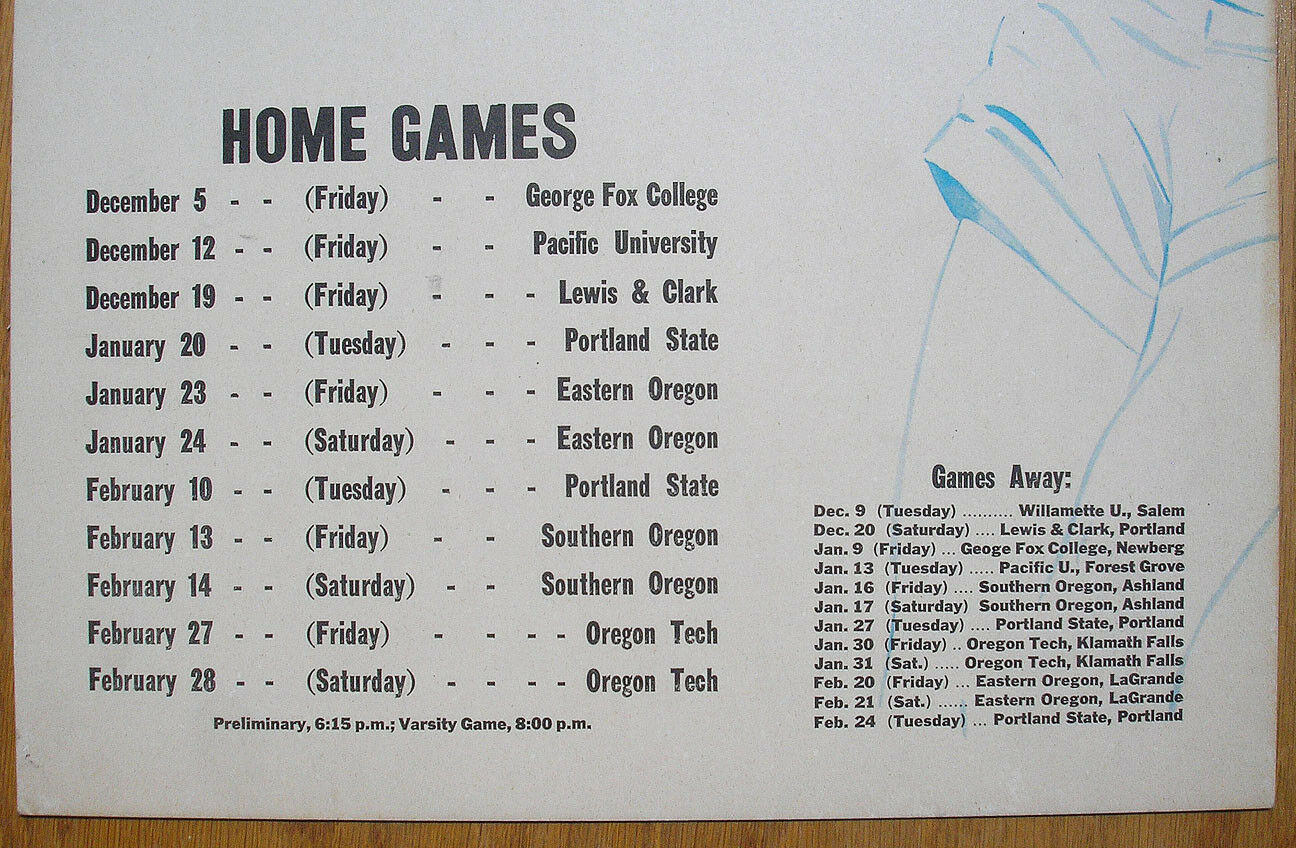 HOME GAMES
December 5 - - (Friday) - - George Fox College
December 12 - - (Friday) - - Pacific University
December 19 - - (Friday) - - - Lewis & Clark
January 20 - - (Tuesday) - - - Portland State
January 23 - - (Friday) - - - Eastern Oregon
January 24 - - (Saturday) - - - Eastern Oregon
February 10 - - (Tuesday) - - - Portland State
February 13 - - (Friday) - - Southern Oregon
February 14 - - (Saturday) - - Southern Oregon
February 27 - - (Friday) - - - - Oregon Tech
February 28 - - (Saturday) - - - - Oregon Tech
Preliminary, 6:15 p.m.; Varsity Game, 8:00 p.m.
Games Away:
Dec. 9 (Tuesday) .......... Willamette U., Salem
Dec. 20 (Saturday) .... Lewis & Clark, Portland
Jan. 9 (Friday) ... Geoge Fox College, Newberg
Jan. 13 (Tuesday) ..... Pacific U., Forest Grove
Jan. 16 (Friday) .... Southern Oregon, Ashland
Jan. 17 (Saturday) Southern Oregon, Ashland
Jan. 27 (Tuesday) .... Portland State, Portland
Jan. 30 (Friday) .. Oregon Tech, Klamath Falls
Jan. 31 (Sat.) ..... Oregon Tech, Klamath Falls
Feb. 20 (Friday) ... Eastern Oregon, LaGrande
Feb. 21 (Sat.) ...... Eastern Oregon, LaGrande
Feb. 24 (Tuesday) ... Portland State, Portland